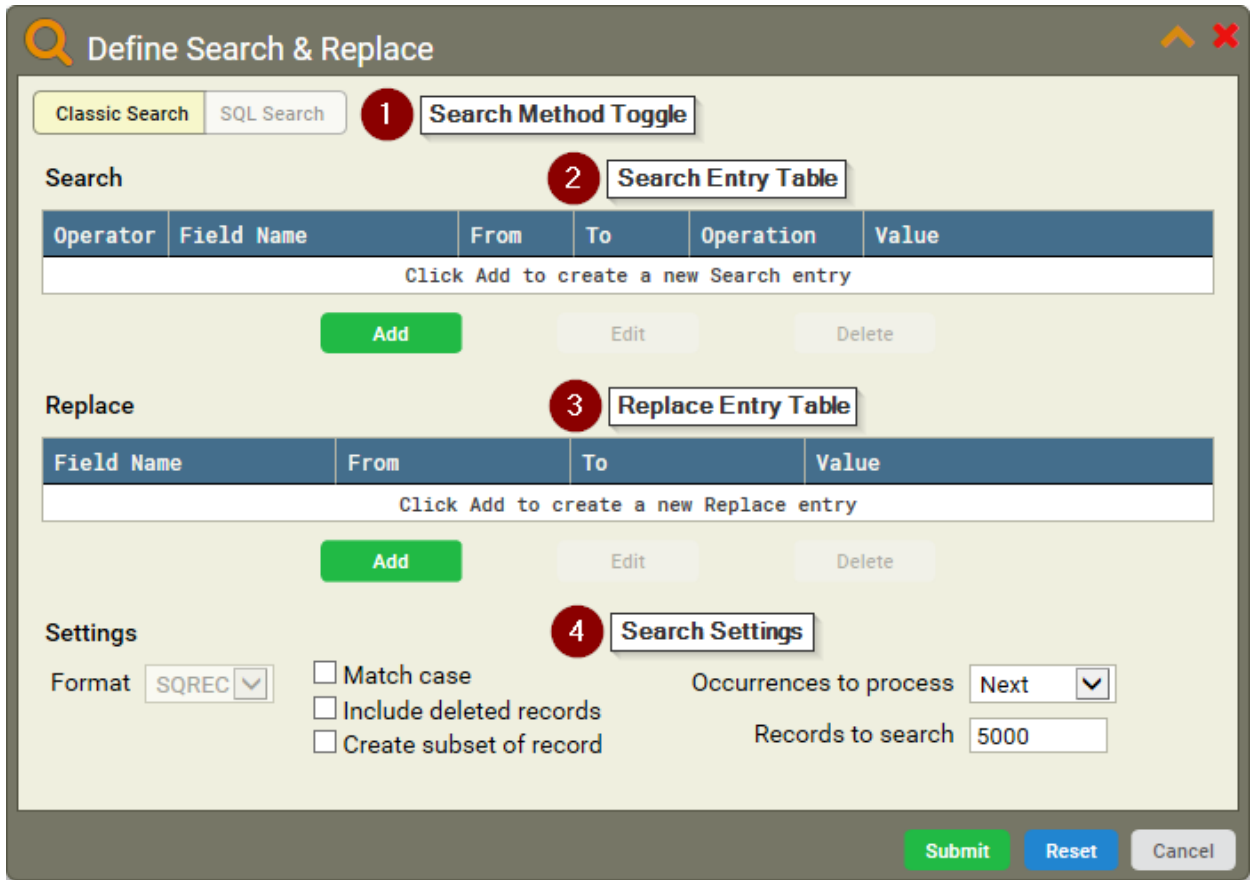 Define Search & Replace
Classic Search SQL Search 1 Search Method Toggle
Search 2 Search Entry Table
Operator Field Name From To Operation Value
Click Add to create a new Search entry
Add Edit Delete
Replace 3 Replace Entry Table
Field Name From To Value
Click Add to create a new Replace entry
Add Edit Delete
Settings 4 Search Settings
Format SQREC Match case Occurrences to process Next
Include deleted records
Create subset of record Records to search 5000
Submit Reset Cancel